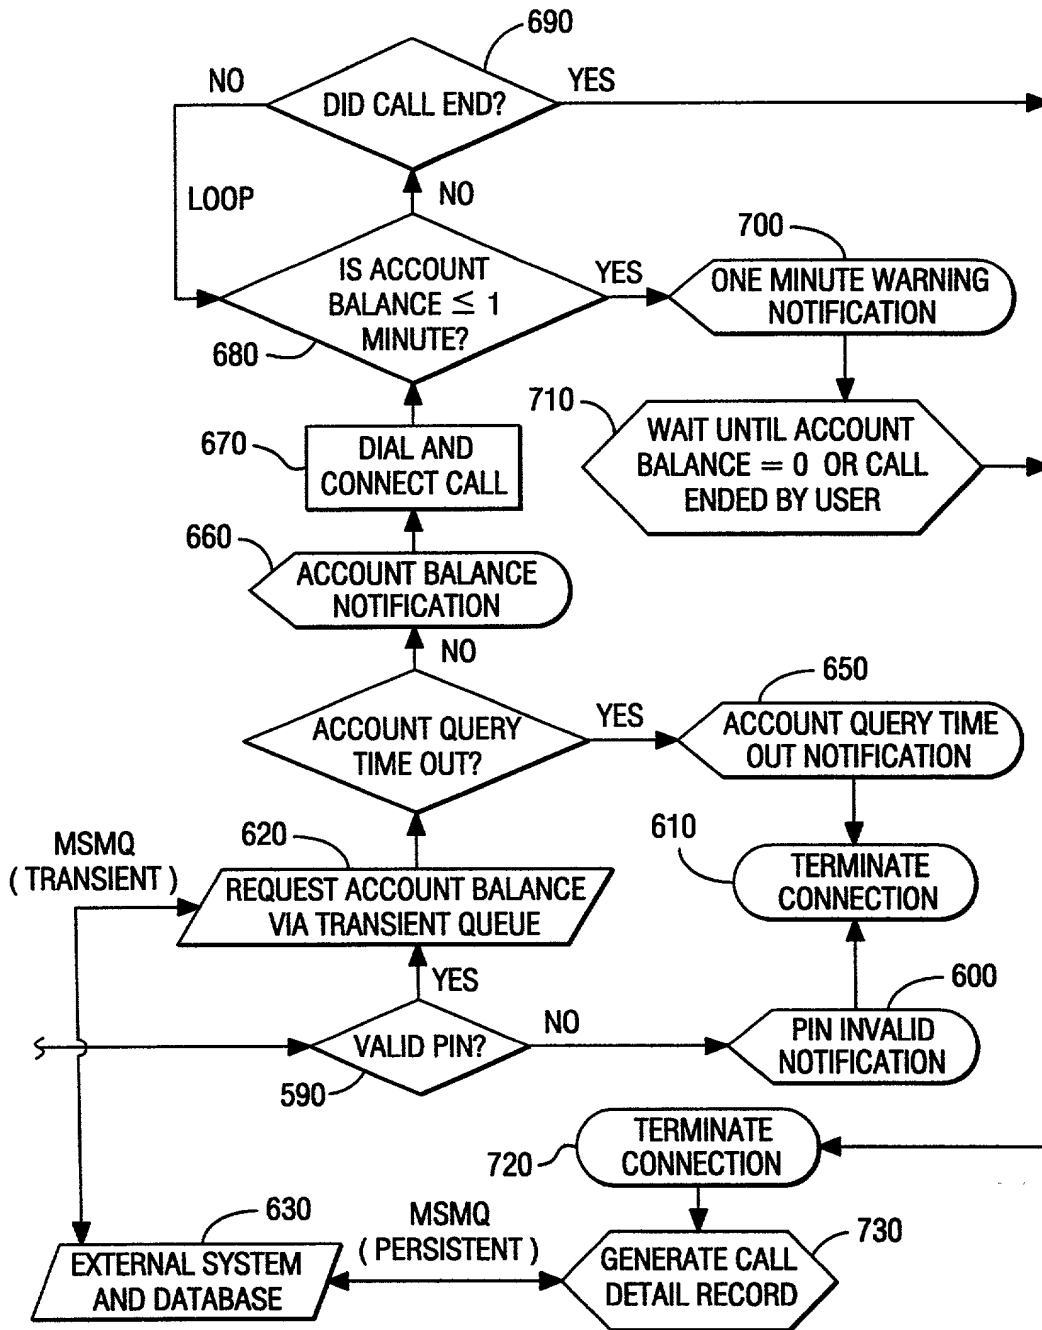 690
NO
YES
DID CALL END?
LOOP
NO
700
IS ACCOUNT
BALANCE ≤ 1
MINUTE?
YES
ONE MINUTE WARNING
NOTIFICATION
680
710
WAIT UNTIL ACCOUNT
BALANCE = 0 OR CALL
ENDED BY USER
670
DIAL AND
CONNECT CALL
660
ACCOUNT BALANCE
NOTIFICATION
NO
650
ACCOUNT QUERY
TIME OUT?
YES
ACCOUNT QUERY TIME
OUT NOTIFICATION
MSMQ
( TRANSIENT )
620
610
REQUEST ACCOUNT BALANCE
VIA TRANSIENT QUEUE
TERMINATE
CONNECTION
YES
600
VALID PIN?
NO
PIN INVALID
NOTIFICATION
590
TERMINATE
CONNECTION
720
630
MSMQ
( PERSISTENT )
730
EXTERNAL SYSTEM
AND DATABASE
GENERATE CALL
DETAIL RECORD